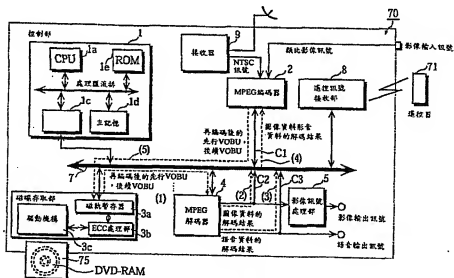 70
控制部
1
1a
CPU
1e
ROM
處理匯流排
1c
主記憶
1d
9
接收器
NTSC
訊號
類比影像訊號
影像輸入訊號
2
MPEG編碼器
8
遙控訊號
接收部
71
遙控器
再編碼後的
先行VOBU
後續VOBU
圖像資料影音
資料的解碼結果
C1
(4)
(5)
7
再編碼後的先行VOBU
後續VOBU
(1)
(2)
C2
(3)
C3
磁碟存取部
3a
驅動機構
3c
ECC處理部
3b
4
MPEG
解碼器
圖像資料的
解碼結果
5
影像訊號
處理部
影像輸出訊號
語音資料的
解碼結果
語音輸出訊號
75
DVD-RAM